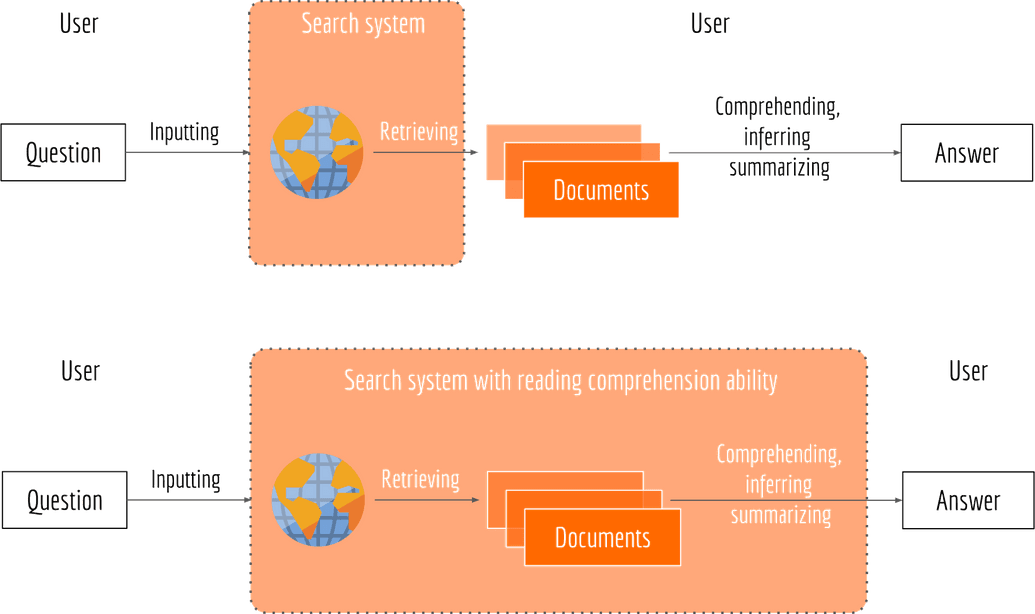 User
Search system
User
Question
Inputting
Retrieving
Documents
Comprehending,
inferring
summarizing
Answer
User
Search system with reading comprehension ability
User
Question
Inputting
Retrieving
Documents
Comprehending,
inferring
summarizing
Answer